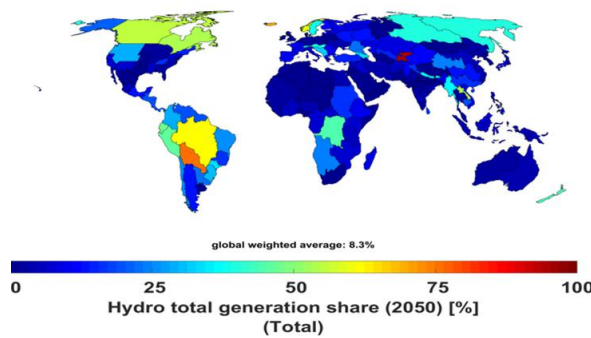 global weighted average: 8.3%
0 25 50 75 100
Hydro total generation share (2050) [%]
(Total)